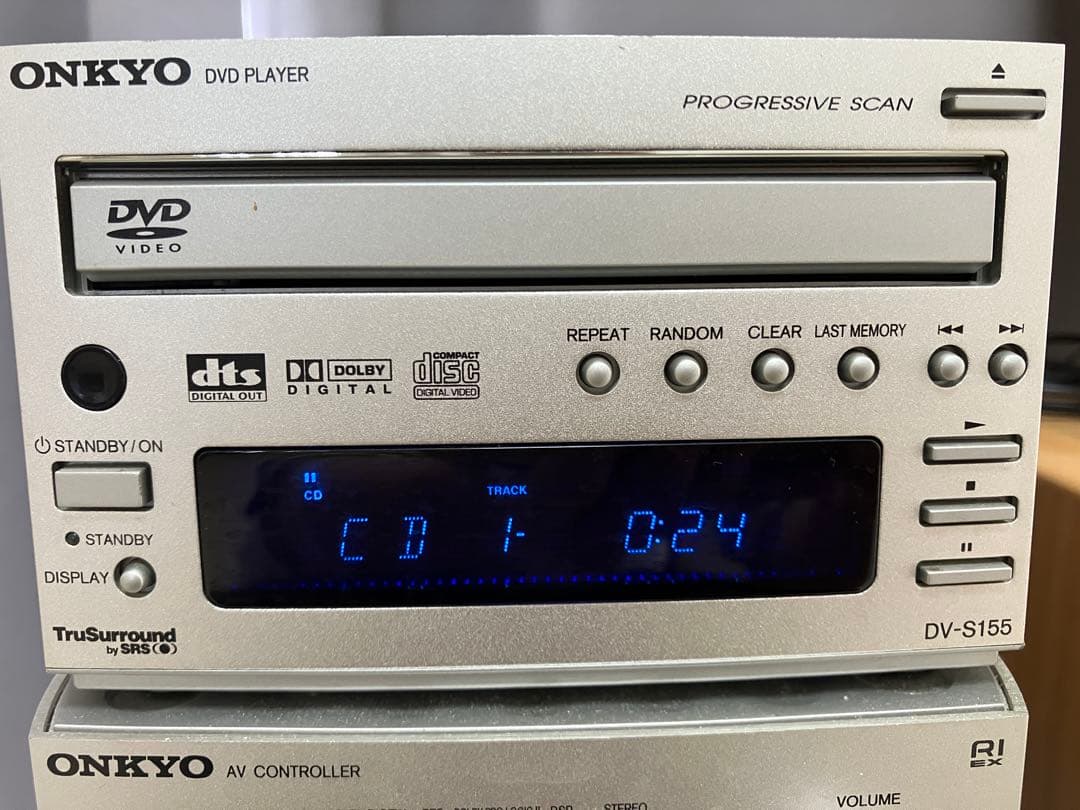 ONKYO DVD PLAYER
PROGRESSIVE SCAN
DVD
VIDEO
REPEAT RANDOM CLEAR LAST MEMORY
dts
DIGITAL OUT
DOLBY
DIGITAL
COMPACT
disc
DIGITAL VIDEO
STANDBY/ON
CD
TRACK
CD 1- 0:24
STANDBY
DISPLAY
TruSurround
by SRS
DV-S155
ONKYO AV CONTROLLER
RI
EX
STEREO
VOLUME